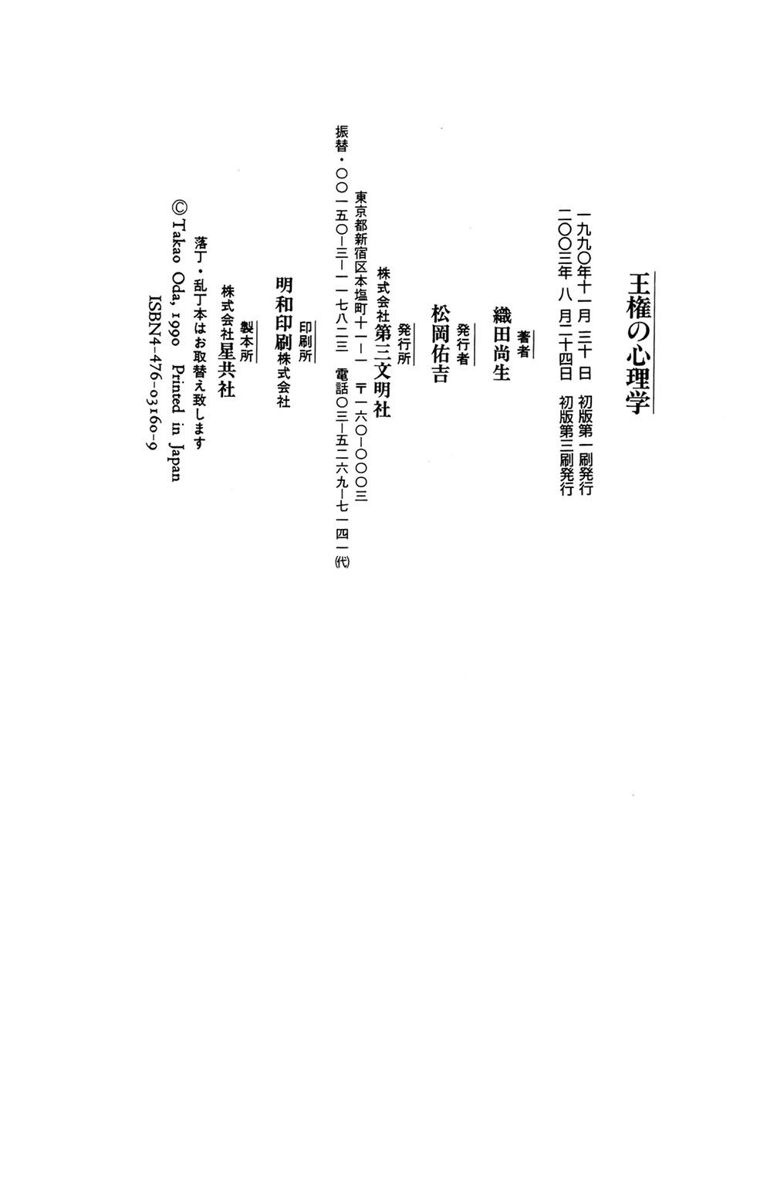 王権の心理学
一九九〇年十一月 三十 日 初版第一刷発行
二〇〇三年 八 月二十四日 初版第三刷発行
著者
織田尚生
発行者
松岡佑吉
発行所
株式会社 第三文明社
東京都新宿区本塩町十一ー一 〒一六〇ー〇〇〇三
振替・〇〇一五〇ー三ー一一七八二三 電話〇三ー五二六九ー七一四一㈹
印刷所
明和印刷株式会社
製本所
株式会社 星共社
落丁・乱丁本はお取替え致します
© Takao Oda, 1990 Printed in Japan
ISBN4-476-03160-9